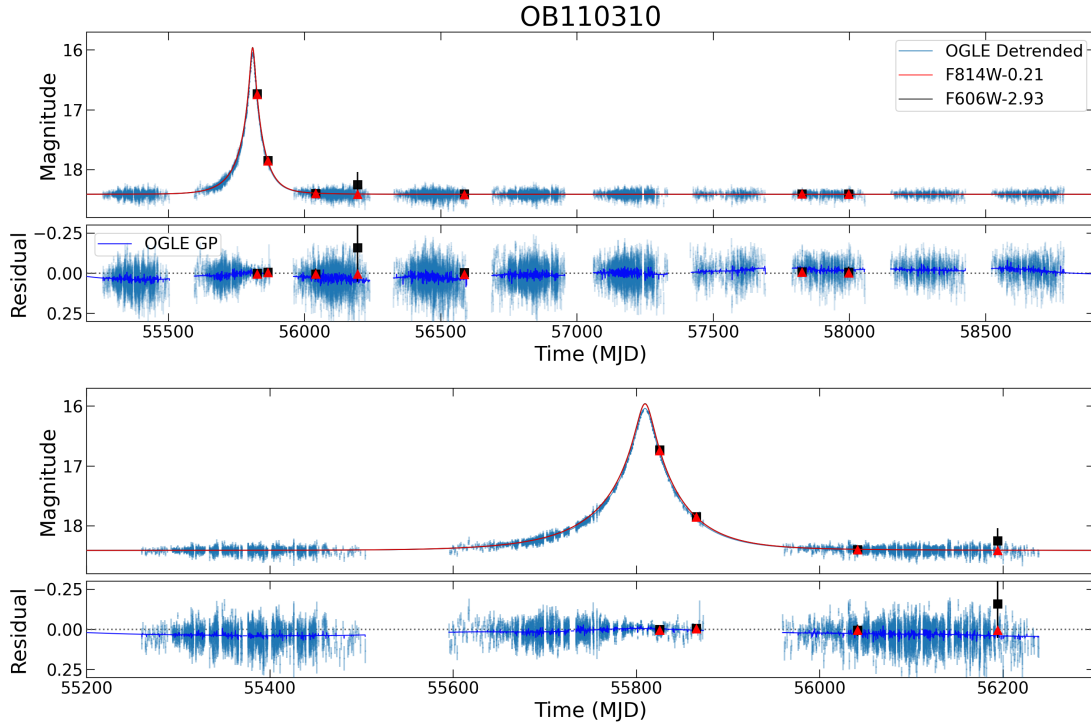 OB110310
16
17
18
Magnitude
OGLE Detrended
F814W-0.21
F606W-2.93
−0.25
0.00
0.25
Residual
OGLE GP
55500 56000 56500 57000 57500 58000 58500
Time (MJD)
16
17
18
Magnitude
−0.25
0.00
0.25
Residual
55200 55400 55600 55800 56000 56200
Time (MJD)